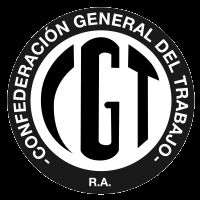 -CONFEDERACIÓN GENERAL DEL TRABAJO-
CGT
R.A.